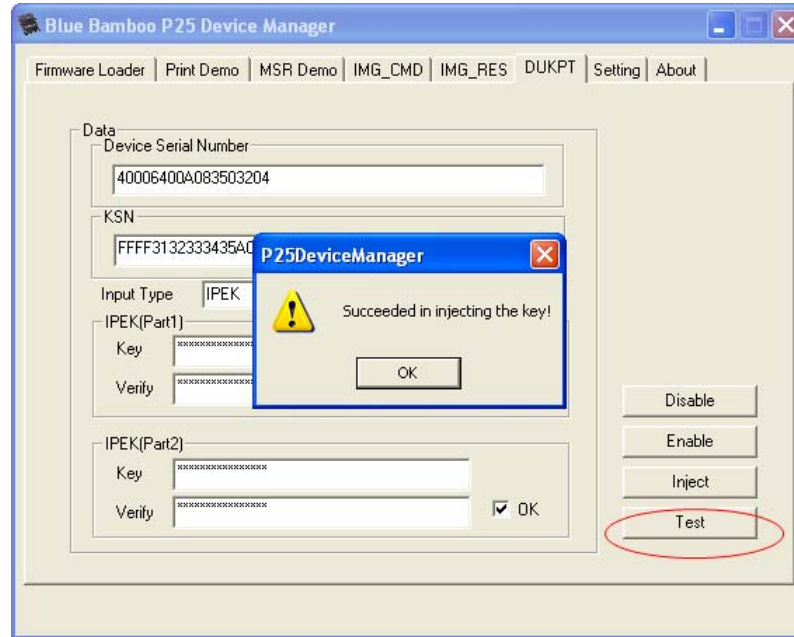 Blue Bamboo P25 Device Manager
Firmware Loader Print Demo MSR Demo IMG_CMD IMG_RES DUKPT Setting About
Data
Device Serial Number
40006400A083503204
KSN
FFFF3132333435A0
P25DeviceManager
Succeeded in injecting the key!
OK
Input Type IPEK
IPEK(Part1)
Key ****************
Verify ****************
IPEK(Part2)
Key ****************
Verify ****************
OK
Disable
Enable
Inject
Test